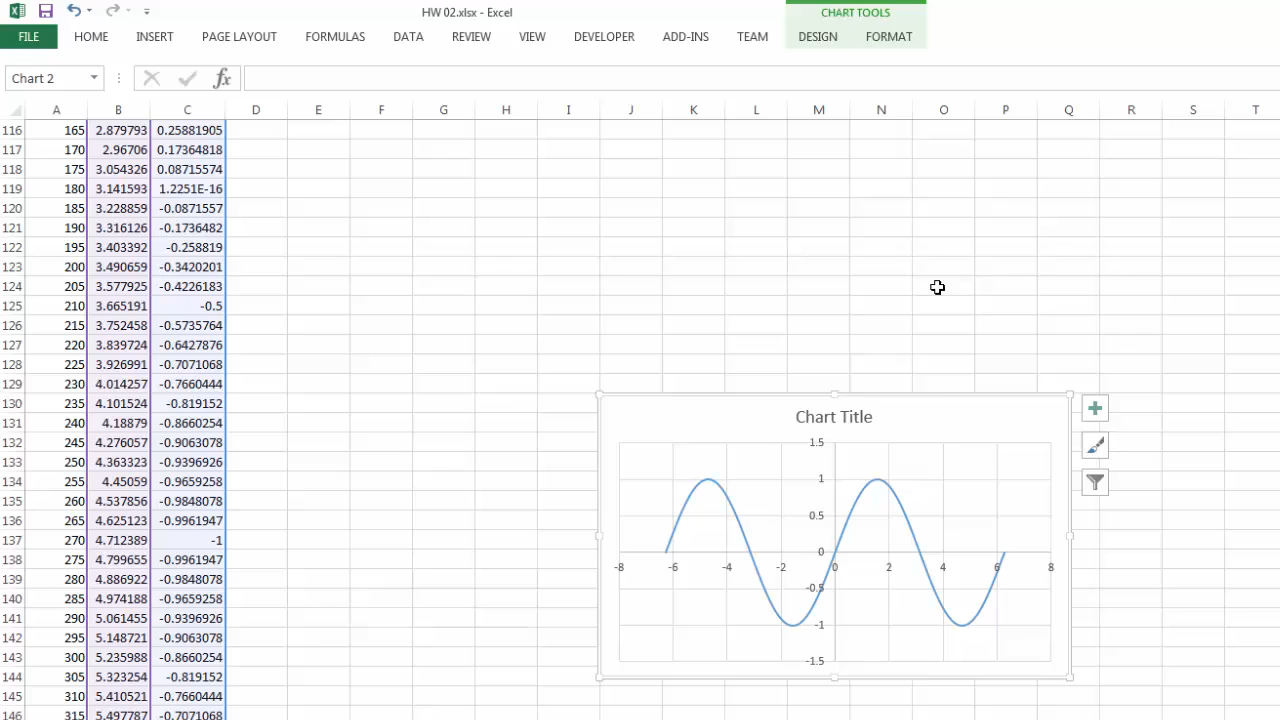 HW 02.xlsx - Excel
CHART TOOLS
FILE HOME INSERT PAGE LAYOUT FORMULAS DATA REVIEW VIEW DEVELOPER ADD-INS TEAM DESIGN FORMAT
Chart 2 fx
A B C D E F G H I J K L M N O P Q R S T
116 165 2.879793 0.25881905
117 170 2.96706 0.17364818
118 175 3.054326 0.08715574
119 180 3.141593 1.2251E-16
120 185 3.228859 -0.0871557
121 190 3.316126 -0.1736482
122 195 3.403392 -0.258819
123 200 3.490659 -0.3420201
124 205 3.577925 -0.4226183
125 210 3.665191 -0.5
126 215 3.752458 -0.5735764
127 220 3.839724 -0.6427876
128 225 3.926991 -0.7071068
129 230 4.014257 -0.7660444
130 235 4.101524 -0.819152
131 240 4.18879 -0.8660254
132 245 4.276057 -0.9063078
133 250 4.363323 -0.9396926
134 255 4.45059 -0.9659258
135 260 4.537856 -0.9848078
136 265 4.625123 -0.9961947
137 270 4.712389 -1
138 275 4.799655 -0.9961947
139 280 4.886922 -0.9848078
140 285 4.974188 -0.9659258
141 290 5.061455 -0.9396926
142 295 5.148721 -0.9063078
143 300 5.235988 -0.8660254
144 305 5.323254 -0.819152
145 310 5.410521 -0.7660444
146 315 5.497787 -0.7071068
Chart Title
1.5
1
0.5
0
-8 -6 -4 -2 0 2 4 6 8
-0.5
-1
-1.5